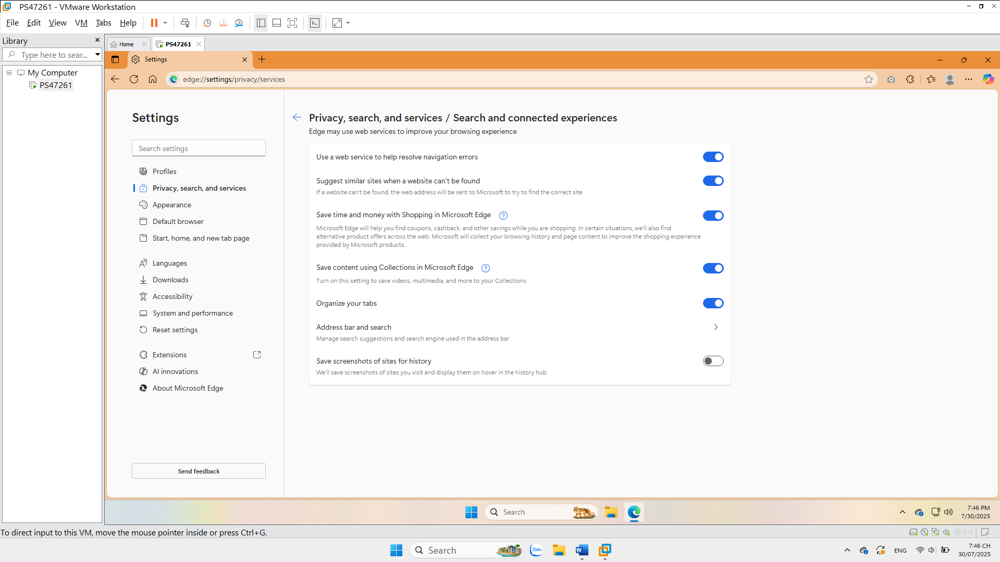 PS47261 - VMware Workstation
File Edit View VM Tabs Help
Library
Type here to sear...
My Computer
PS47261
Home
PS47261
Settings
edge://settings/privacy/services
Settings
Search settings
Profiles
Privacy, search, and services
Appearance
Default browser
Start, home, and new tab page
Languages
Downloads
Accessibility
System and performance
Reset settings
Extensions
AI innovations
About Microsoft Edge
Send feedback
Privacy, search, and services / Search and connected experiences
Edge may use web services to improve your browsing experience
Use a web service to help resolve navigation errors
Suggest similar sites when a website can't be found
If a website can't be found, the web address will be sent to Microsoft to try to find the correct site
Save time and money with Shopping in Microsoft Edge
Microsoft Edge will help you find coupons, cashback, and other savings while you are shopping. In certain situations, we'll also find
alternative product offers across the web. Microsoft will collect your browsing history and page content to improve the shopping experience
provided by Microsoft products.
Save content using Collections in Microsoft Edge
Turn on this setting to save videos, multimedia, and more to your Collections
Organize your tabs
Address bar and search
Manage search suggestions and search engine used in the address bar
Save screenshots of sites for history
We'll save screenshots of sites you visit and display them on hover in the history hub
Search
7:46 PM
7/30/2025
To direct input to this VM, move the mouse pointer inside or press Ctrl+G.
Search
Zalo
ENG
7:46 CH
30/07/2025